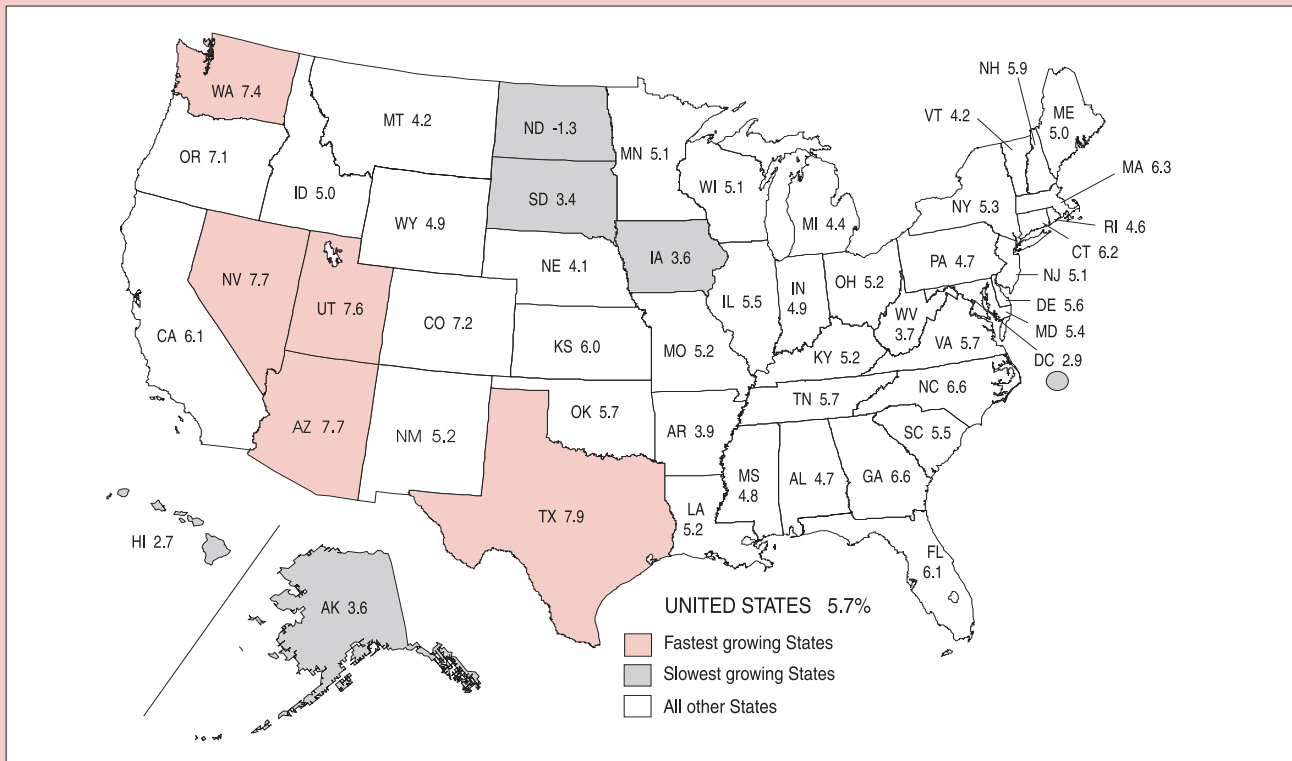 NH 5.9
WA 7.4
VT 4.2
ME
5.0
MT 4.2
ND -1.3
MN 5.1
OR 7.1
MA 6.3
WI 5.1
ID 5.0
SD 3.4
NY 5.3
MI 4.4
WY 4.9
RI 4.6
CT 6.2
IA 3.6
PA 4.7
NE 4.1
NJ 5.1
NV 7.7
OH 5.2
IN
4.9
IL 5.5
DE 5.6
UT 7.6
WV
3.7
CO 7.2
MD 5.4
CA 6.1
VA 5.7
KS 6.0
MO 5.2
KY 5.2
DC 2.9
NC 6.6
TN 5.7
OK 5.7
AZ 7.7
NM 5.2
AR 3.9
SC 5.5
MS
4.8
AL 4.7
GA 6.6
TX 7.9
LA
5.2
HI 2.7
FL
6.1
AK 3.6
UNITED STATES 5.7%
Fastest growing States
Slowest growing States
All other States